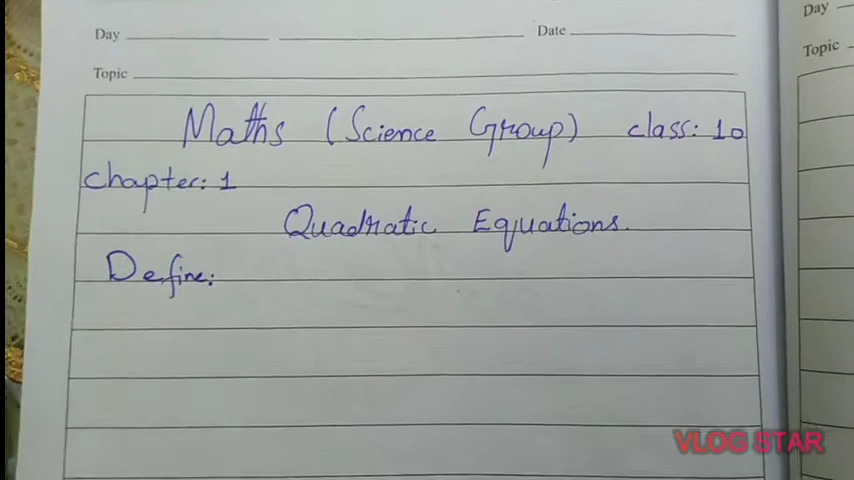 Day Date Day
Topic Topic
Maths (Science Group) class: 10
chapter: 1
Quadratic Equations.
Define:
VLOG STAR